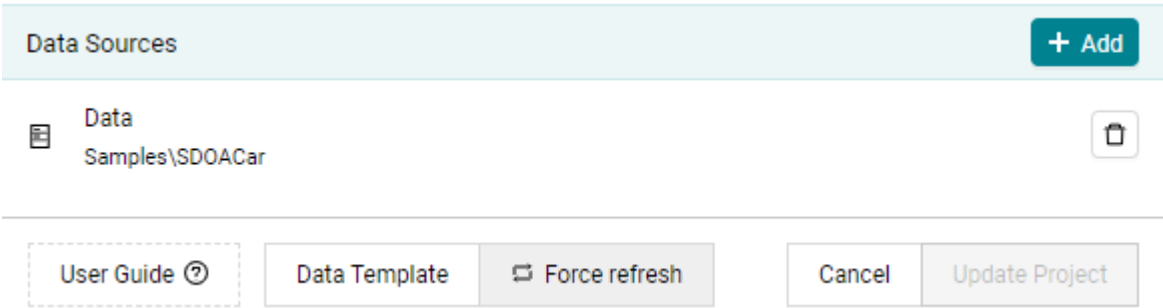 Data Sources
+ Add
Data
Samples\SDOACar
User Guide
Data Template
Force refresh
Cancel
Update Project